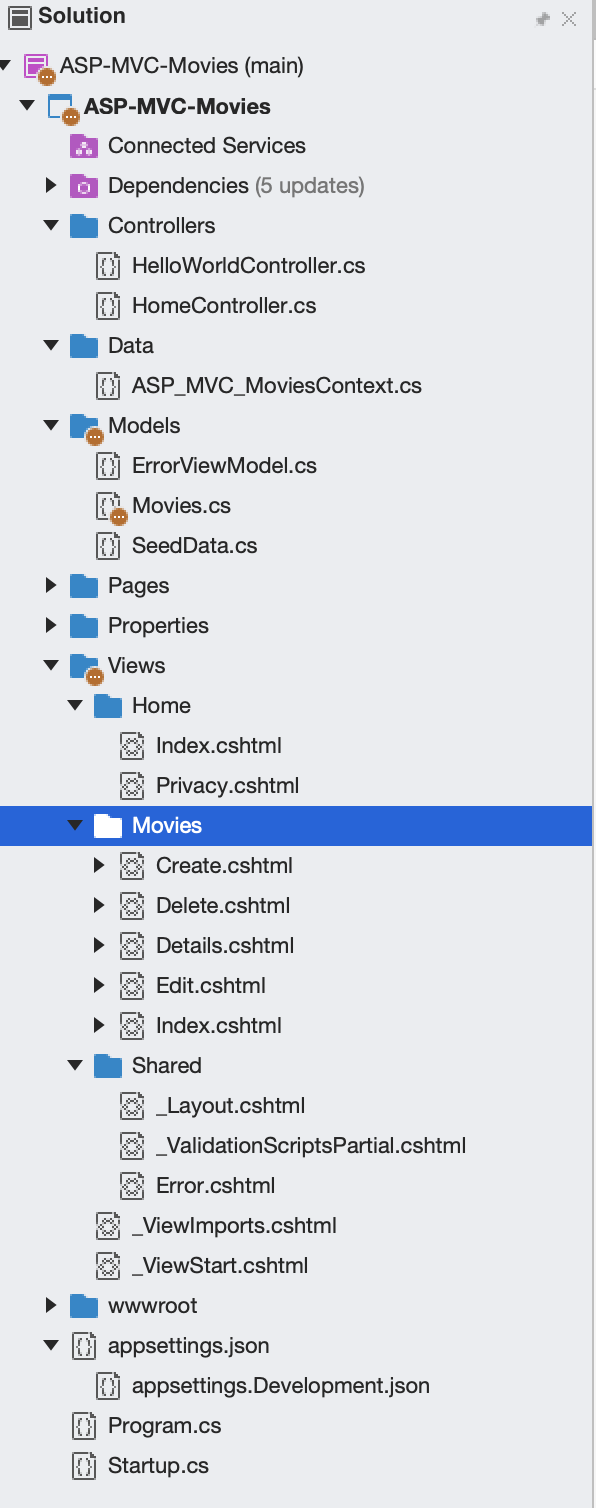 Solution
ASP-MVC-Movies (main)
ASP-MVC-Movies
Connected Services
Dependencies (5 updates)
Controllers
HelloWorldController.cs
HomeController.cs
Data
ASP_MVC_MoviesContext.cs
Models
ErrorViewModel.cs
Movies.cs
SeedData.cs
Pages
Properties
Views
Home
Index.cshtml
Privacy.cshtml
Movies
Create.cshtml
Delete.cshtml
Details.cshtml
Edit.cshtml
Index.cshtml
Shared
_Layout.cshtml
_ValidationScriptsPartial.cshtml
Error.cshtml
_ViewImports.cshtml
_ViewStart.cshtml
wwwroot
appsettings.json
appsettings.Development.json
Program.cs
Startup.cs